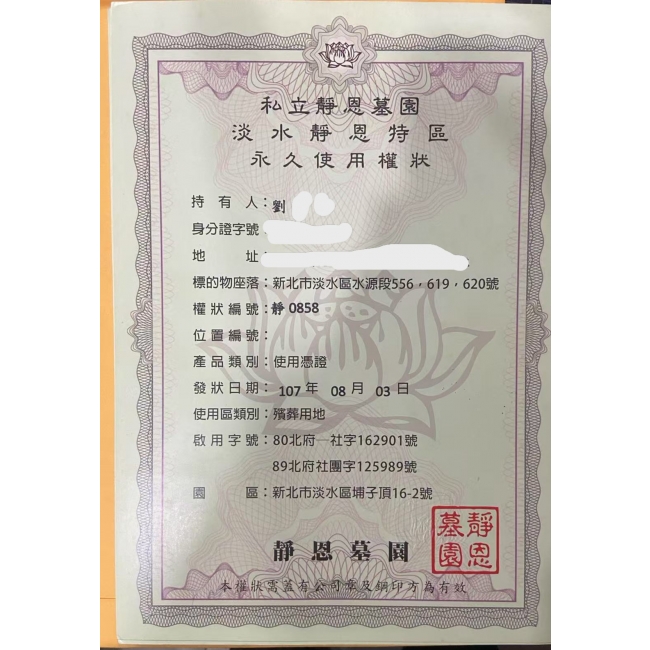 私立靜恩墓園
淡水靜恩特區
永久使用權狀
持有人：劉
身分證字號
地址：
標的物座落：新北市淡水區水源段556，619，620號
權狀編號：靜0858
位置編號：
產品類別：使用憑證
發狀日期：107年 08月 03日
使用區類別：殯葬用地
啟用字號：80北府一社字162901號
89北府社團字125989號
園區：新北市淡水區埔子頂16-2號
靜恩墓園
靜恩墓園
本權狀需蓋有公司章及鋼印方為有效